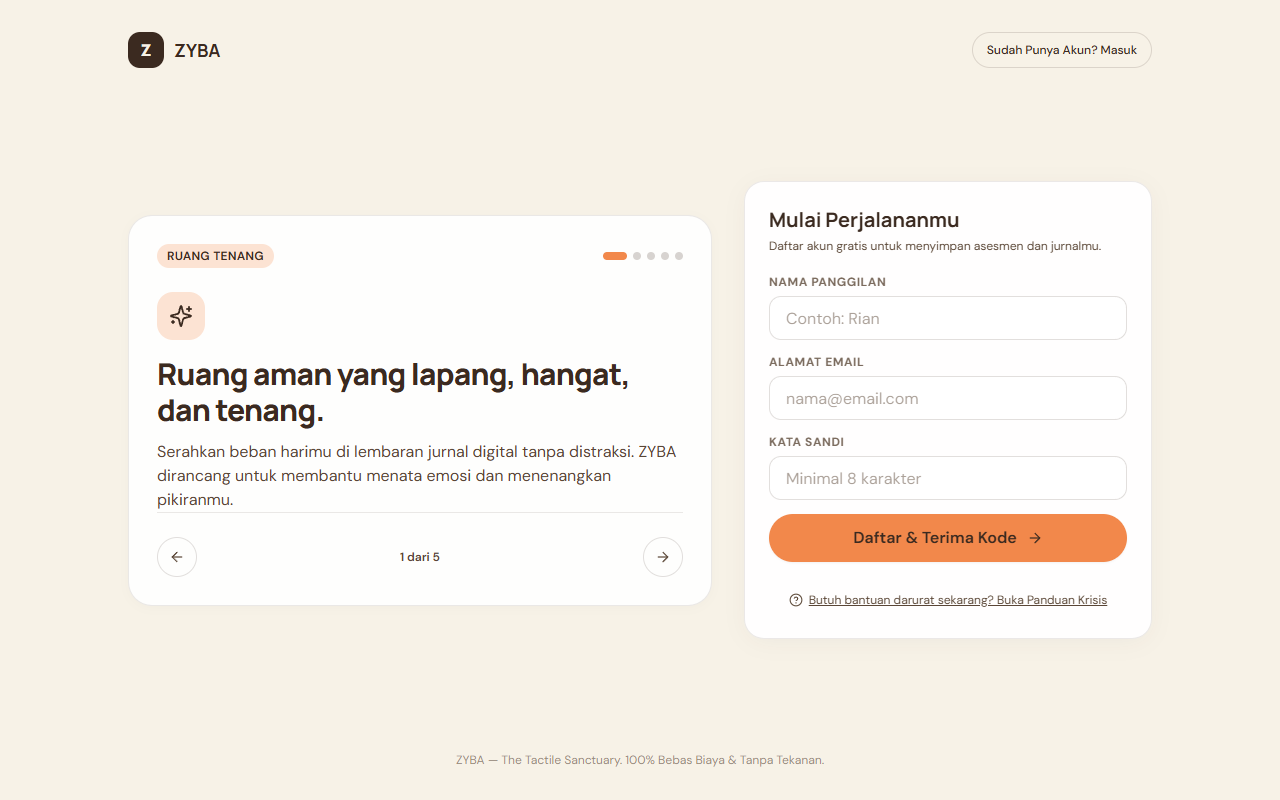 Z ZYBA
Sudah Punya Akun? Masuk
RUANG TENANG
Ruang aman yang lapang, hangat,
dan tenang.
Serahkan beban harimu di lembaran jurnal digital tanpa distraksi. ZYBA
dirancang untuk membantu menata emosi dan menenangkan
pikiranmu.
1 dari 5
Mulai Perjalananmu
Daftar akun gratis untuk menyimpan asesmen dan jurnalmu.
NAMA PANGGILAN
Contoh: Rian
ALAMAT EMAIL
nama@email.com
KATA SANDI
Minimal 8 karakter
Daftar & Terima Kode →
Butuh bantuan darurat sekarang? Buka Panduan Krisis
ZYBA — The Tactile Sanctuary. 100% Bebas Biaya & Tanpa Tekanan.